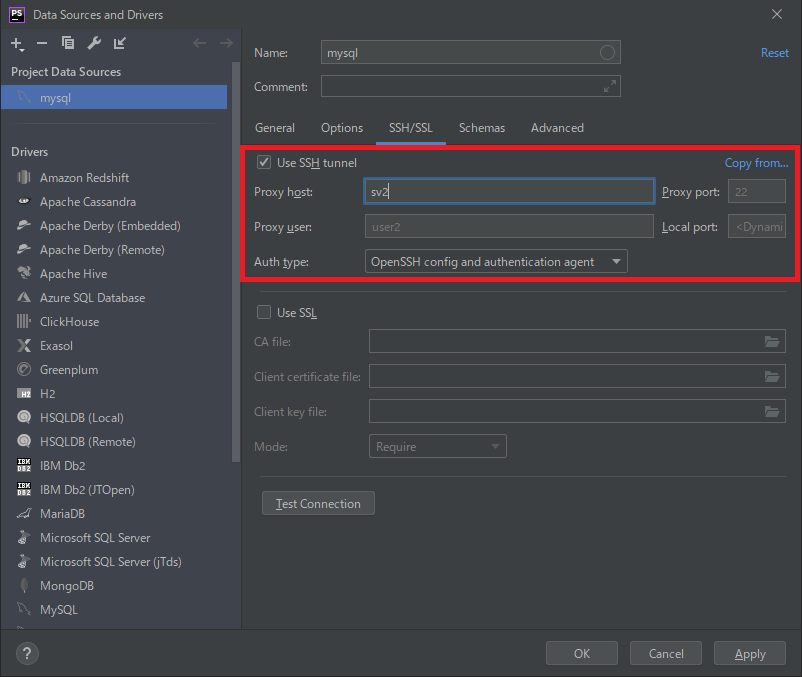 PS Data Sources and Drivers
Project Data Sources
mysql
Drivers
Amazon Redshift
Apache Cassandra
Apache Derby (Embedded)
Apache Derby (Remote)
Apache Hive
Azure SQL Database
ClickHouse
Exasol
Greenplum
H2 H2
HSQLDB (Local)
HSQLDB (Remote)
IBM DB2 IBM Db2
IBM DB2 IBM Db2 (JTOpen)
MariaDB
Microsoft SQL Server
Microsoft SQL Server (jTds)
MongoDB
MySQL
Name: mysql Reset
Comment:
General Options SSH/SSL Schemas Advanced
Use SSH tunnel Copy from...
Proxy host: sv2 Proxy port: 22
Proxy user: user2 Local port: <Dynami
Auth type: OpenSSH config and authentication agent
Use SSL
CA file:
Client certificate file:
Client key file:
Mode: Require
Test Connection
? OK Cancel Apply